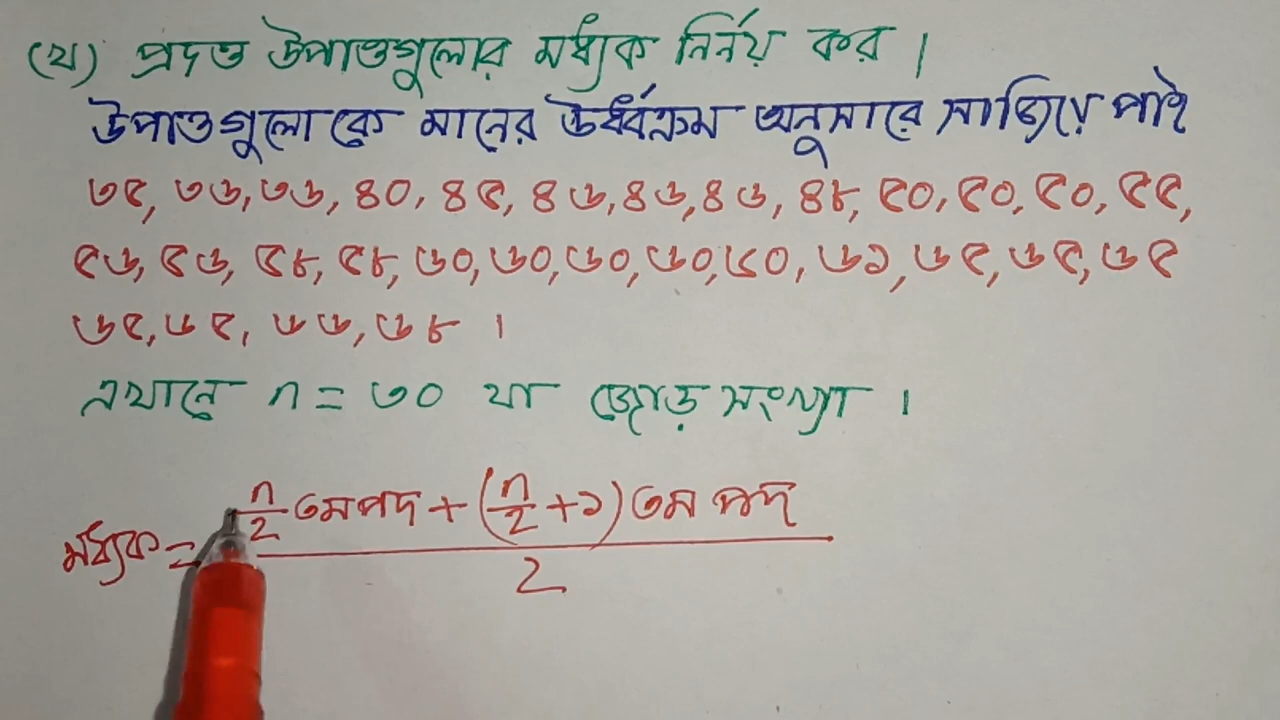 (খ) প্রদত্ত উপাত্তগুলোর মধ্যক নির্নয় কর।
উপাত্তগুলোকে মানের ঊর্ধ্বক্রম অনুসারে সাজিয়ে পাই
৩৫, ৩৬, ৩৬, ৪০, ৪৫, ৪৬, ৪৬, ৪৬, ৪৮, ৫০, ৫০, ৫০, ৫৫,
৫৬, ৫৬, ৫৮, ৫৮, ৬০, ৬০, ৬০, ৬০, ৬০, ৬১, ৬৫, ৬৫, ৬৫
৬৫, ৬৫, ৬৬, ৬৮।
এখানে n = ৩০ যা জোড় সংখ্যা।
মধ্যক = (n/2 তম পদ + (n/2 + ১) তম পদ) / 2